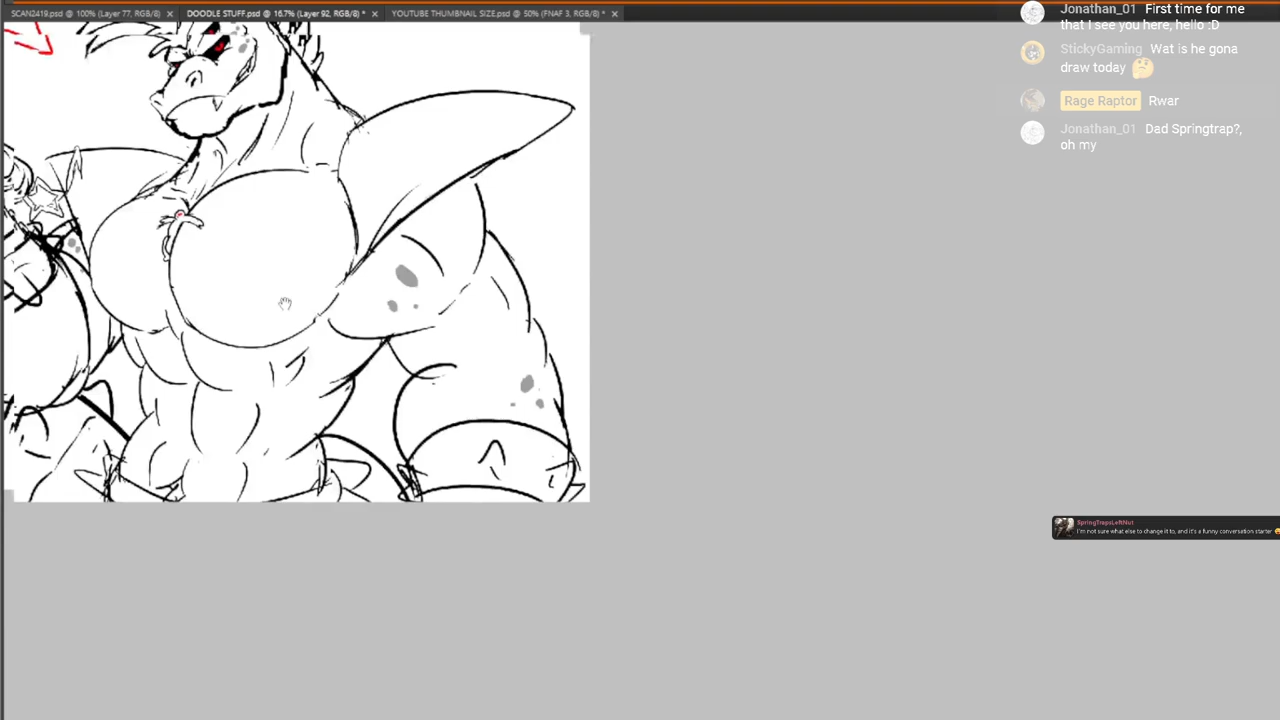 SCAN2419.psd @ 100% (Layer 77, RGB/8)
DOODLE STUFF.psd @ 16.7% (Layer 92, RGB/8) *
YOUTUBE THUMBNAIL SIZE.psd @ 50% (FNAF 3, RGB/8) *
Jonathan_01 First time for me
that I see you here, hello :D
StickyGaming Wat is he gona
draw today
Rage Raptor Rwar
Jonathan_01 Dad Springtrap?,
oh my
SpringTrapsLeftNut
I'm not sure what else to change it to, and it's a funny conversation starter